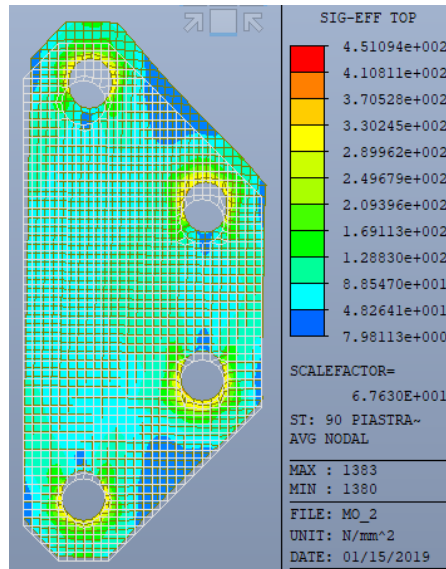 SIG-EFF TOP
4.51094e+002
4.10811e+002
3.70528e+002
3.30245e+002
2.89962e+002
2.49679e+002
2.09396e+002
1.69113e+002
1.28830e+002
8.85470e+001
4.82641e+001
7.98113e+000
SCALEFACTOR=
6.7630E+001
ST: 90 PIASTRA~
AVG NODAL
MAX : 1383
MIN : 1380
FILE: MO_2
UNIT: N/mm^2
DATE: 01/15/2019